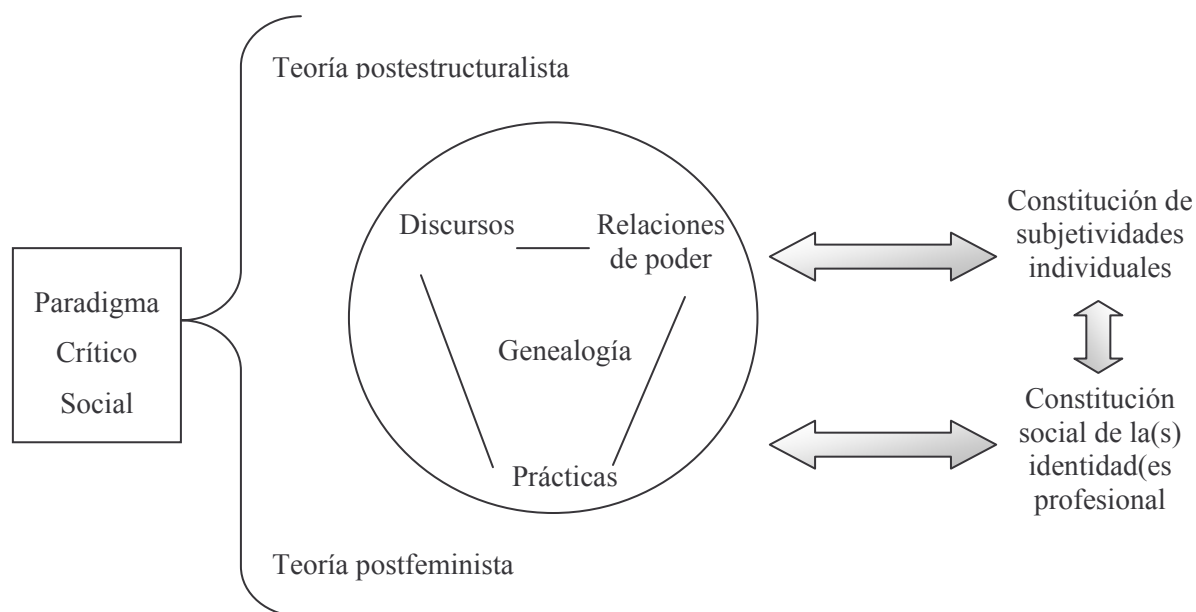 Teoría postestructuralista
Discursos
Relaciones
de poder
Genealogía
Prácticas
Paradigma
Crítico
Social
Constitución de
subjetividades
individuales
Constitución
social de la(s)
identidad(es
profesional
Teoría postfeminista